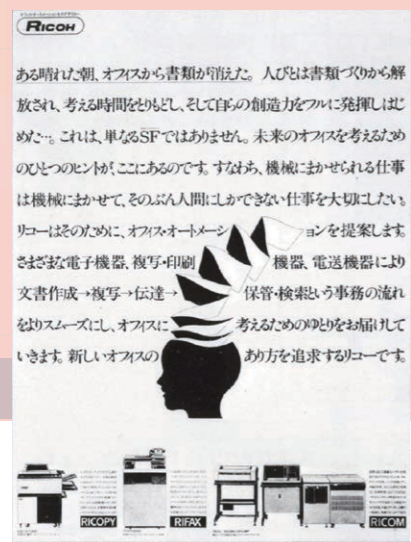 RICOH
ある晴れた朝、オフィスから書類が消えた。人びとは書類づくりから解
放され、考える時間をとりもどし、そして自らの創造力をフルに発揮しはじ
めた…。これは、単なるSFではありません。未来のオフィスを考えるため
のひとつのヒントが、ここにあるのです。すなわち、機械にまかせられる仕事
は機械にまかせて、そのぶん人間にしかできない仕事を大切にしたい。
リコーはそのために、オフィス・オートメーションを提案します。
さまざまな電子機器、複写・印刷機器、電送機器により
文書作成→複写→伝達→保管・検索という事務の流れ
をよりスムーズにし、オフィスに考えるためのゆとりをお届けして
いきます。新しいオフィスのあり方を追求するリコーです。
RICOPY
RIFAX
RICOM